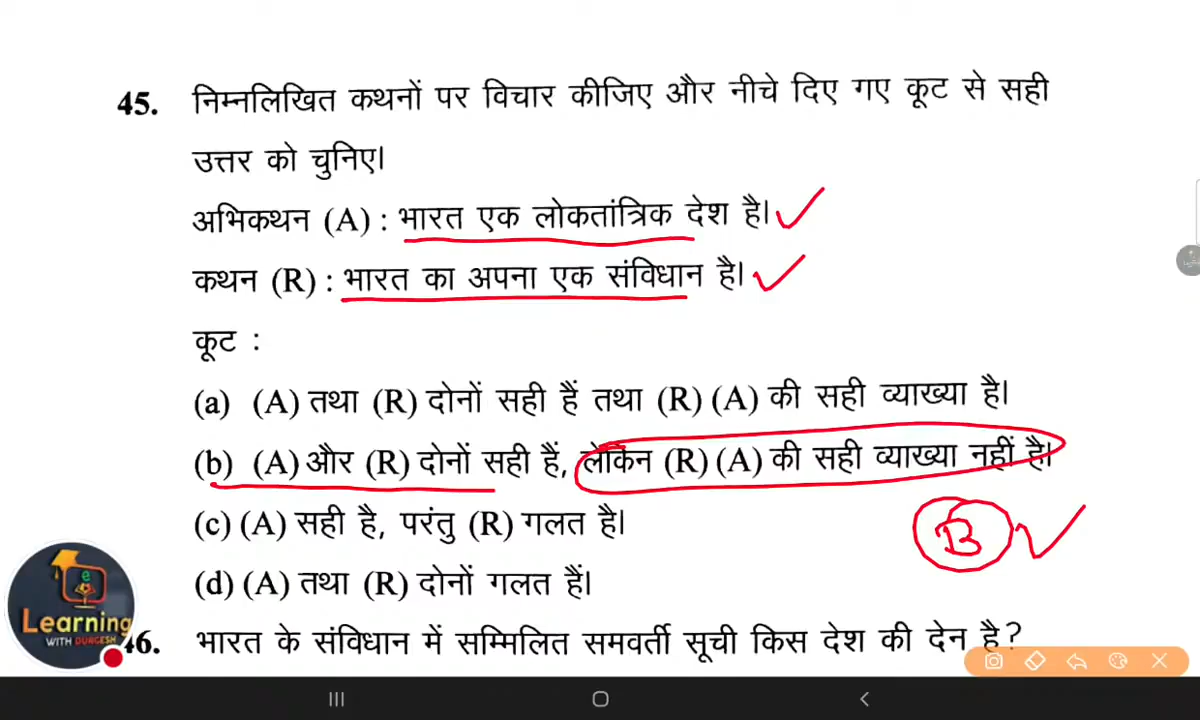 45. निम्नलिखित कथनों पर विचार कीजिए और नीचे दिए गए कूट से सही
उत्तर को चुनिए।
अभिकथन (A) : भारत एक लोकतांत्रिक देश है।
कथन (R) : भारत का अपना एक संविधान है।
कूट :
(a) (A) तथा (R) दोनों सही हैं तथा (R) (A) की सही व्याख्या है।
(b) (A) और (R) दोनों सही हैं, लेकिन (R) (A) की सही व्याख्या नहीं है।
(c) (A) सही है, परंतु (R) गलत है।
B
(d) (A) तथा (R) दोनों गलत हैं।
e
Learning
WITH DURGESH
46. भारत के संविधान में सम्मिलित समवर्ती सूची किस देश की देन है?